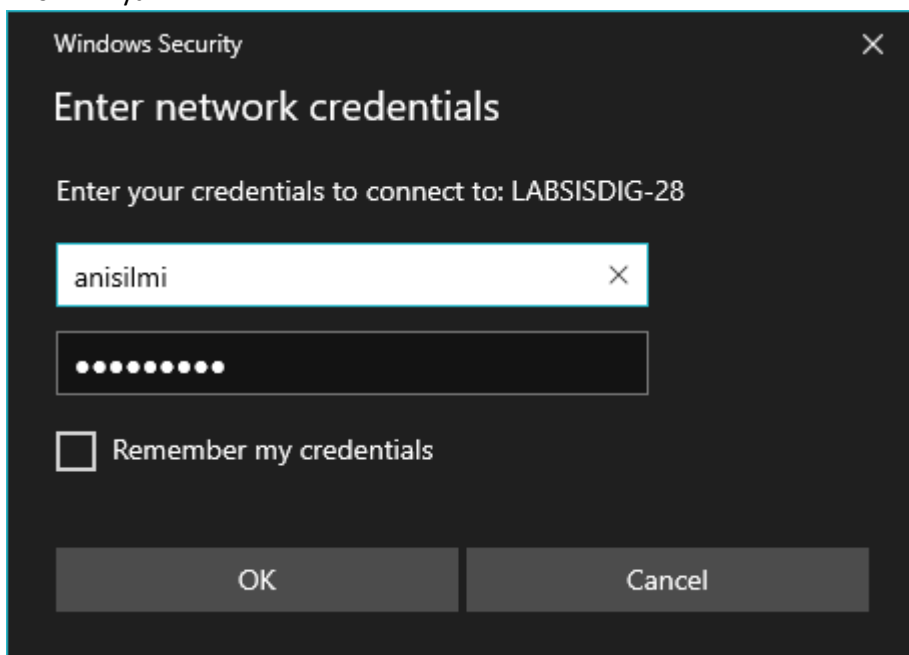 Windows Security
Enter network credentials
Enter your credentials to connect to: LABSISDIG-28
anisilmi
•••••••••
Remember my credentials
OK
Cancel